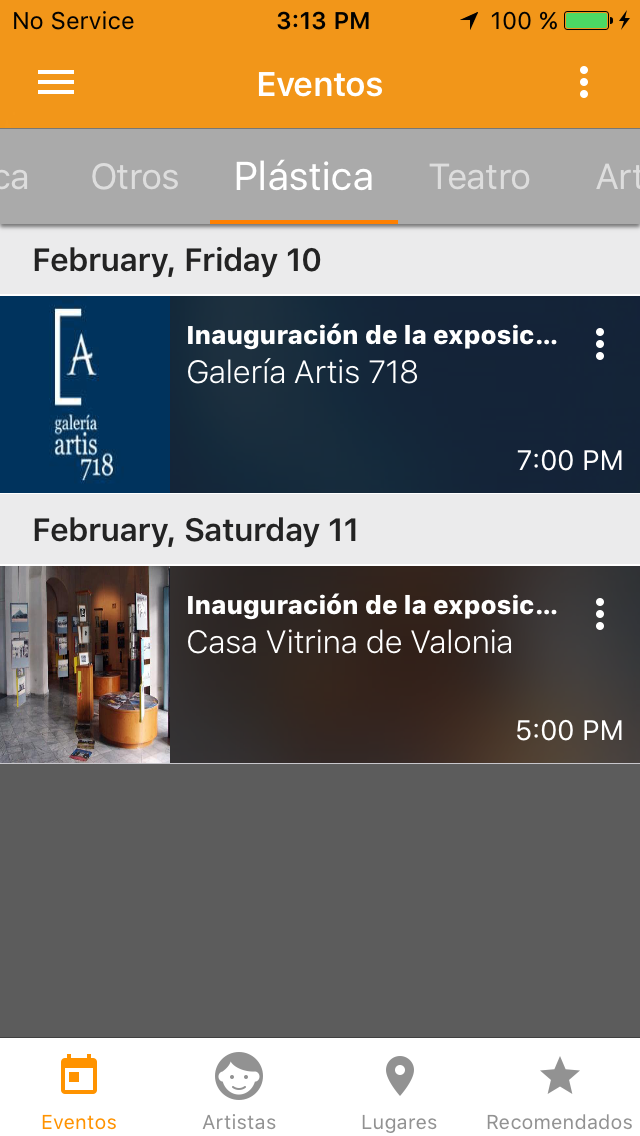 No Service 3:13 PM 100 %
Eventos
ca Otros Plástica Teatro Art
February, Friday 10
A
galería
artis
718
Inauguración de la exposic...
Galería Artis 718
7:00 PM
February, Saturday 11
Inauguración de la exposic...
Casa Vitrina de Valonia
5:00 PM
Eventos Artistas Lugares Recomendados